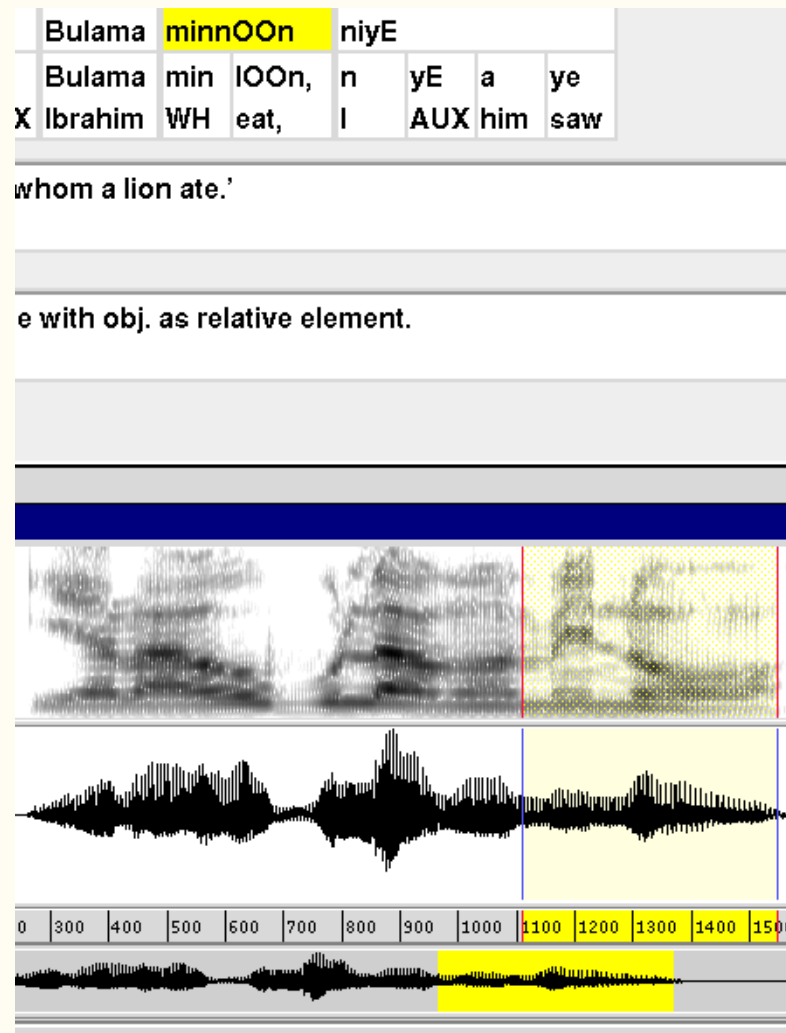 Bulama minnOOn niyE
Bulama min lOOn, n yE a ye
X Ibrahim WH eat, I AUX him saw
whom a lion ate.’
e with obj. as relative element.
0 300 400 500 600 700 800 900 1000 1100 1200 1300 1400 150